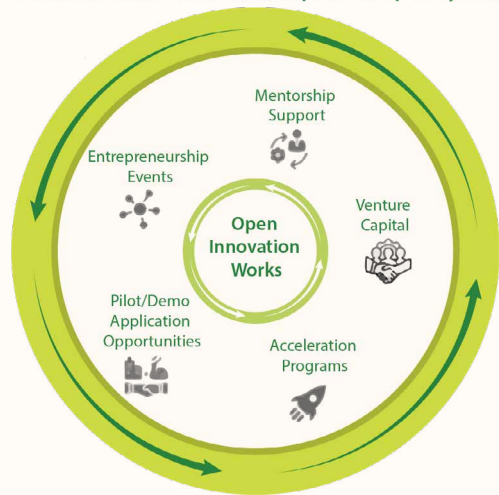 Mentorship
Support
Entrepreneurship
Events
Venture
Capital
Open
Innovation
Works
Pilot/Demo
Application
Opportunities
Acceleration
Programs